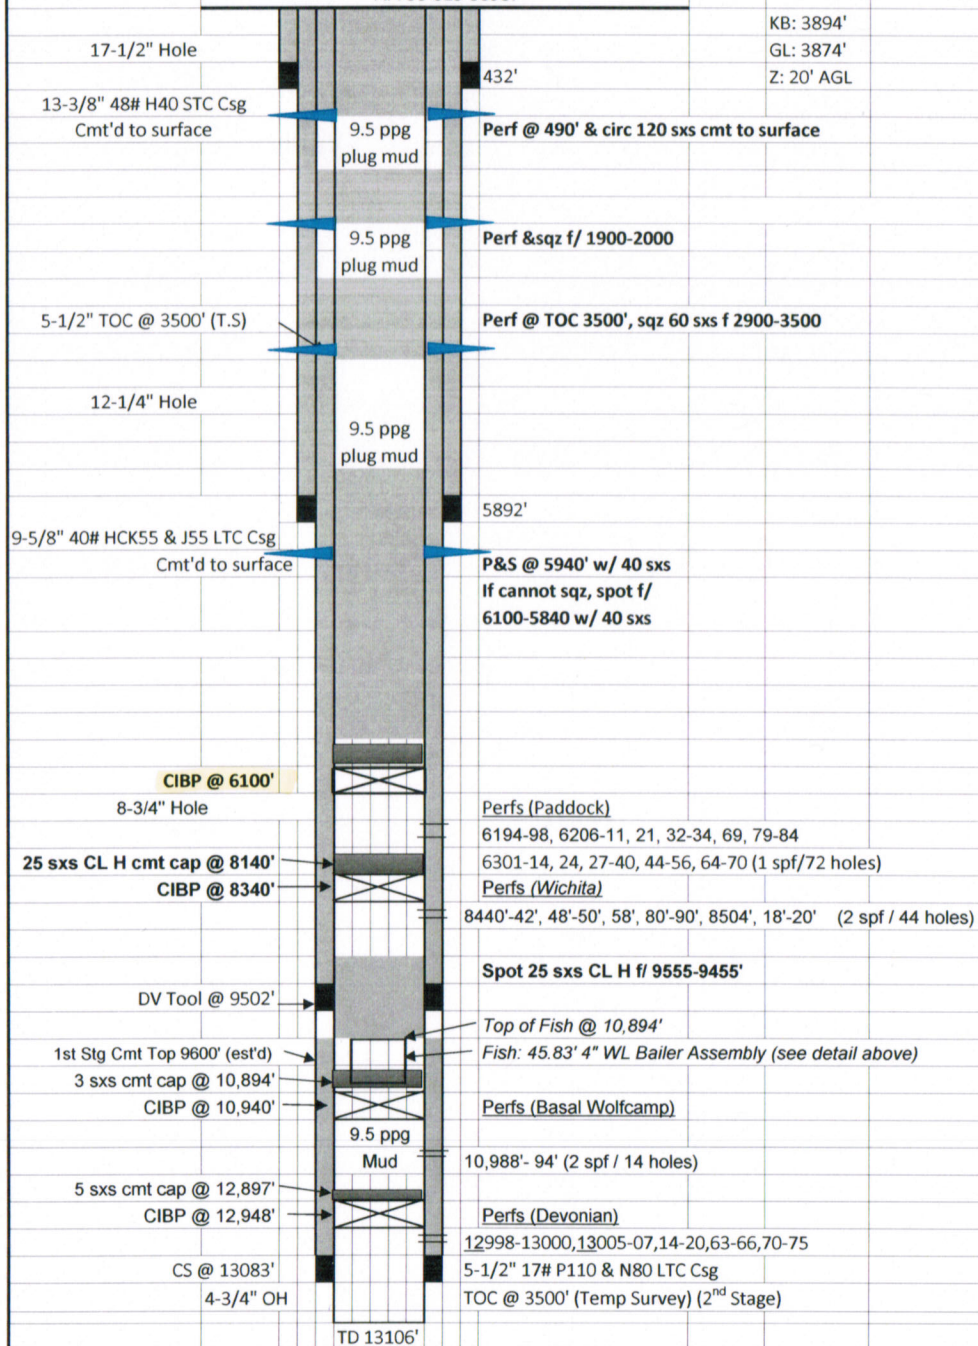 KB: 3894'
17-1/2" Hole
GL: 3874'
432'
Z: 20' AGL
13-3/8" 48# H40 STC Csg
Cmt'd to surface
9.5 ppg
plug mud
Perf @ 490' & circ 120 sxs cmt to surface
9.5 ppg
plug mud
Perf &sqz f/ 1900-2000
5-1/2" TOC @ 3500' (T.S)
Perf @ TOC 3500', sqz 60 sxs f 2900-3500
12-1/4" Hole
9.5 ppg
plug mud
5892'
9-5/8" 40# HCK55 & J55 LTC Csg
Cmt'd to surface
P&S @ 5940' w/ 40 sxs
If cannot sqz, spot f/
6100-5840 w/ 40 sxs
CIBP @ 6100'
8-3/4" Hole
Perfs (Paddock)
6194-98, 6206-11, 21, 32-34, 69, 79-84
25 sxs CL H cmt cap @ 8140'
6301-14, 24, 27-40, 44-56, 64-70 (1 spf/72 holes)
CIBP @ 8340'
Perfs (Wichita)
8440'-42', 48'-50', 58', 80'-90', 8504', 18'-20' (2 spf / 44 holes)
Spot 25 sxs CL H f/ 9555-9455'
DV Tool @ 9502'
Top of Fish @ 10,894'
1st Stg Cmt Top 9600' (est'd)
Fish: 45.83' 4" WL Bailer Assembly (see detail above)
3 sxs cmt cap @ 10,894'
CIBP @ 10,940'
Perfs (Basal Wolfcamp)
9.5 ppg
Mud
10,988'- 94' (2 spf / 14 holes)
5 sxs cmt cap @ 12,897'
CIBP @ 12,948'
Perfs (Devonian)
12998-13000,13005-07,14-20,63-66,70-75
CS @ 13083'
5-1/2" 17# P110 & N80 LTC Csg
4-3/4" OH
TOC @ 3500' (Temp Survey) (2nd Stage)
TD 13106'